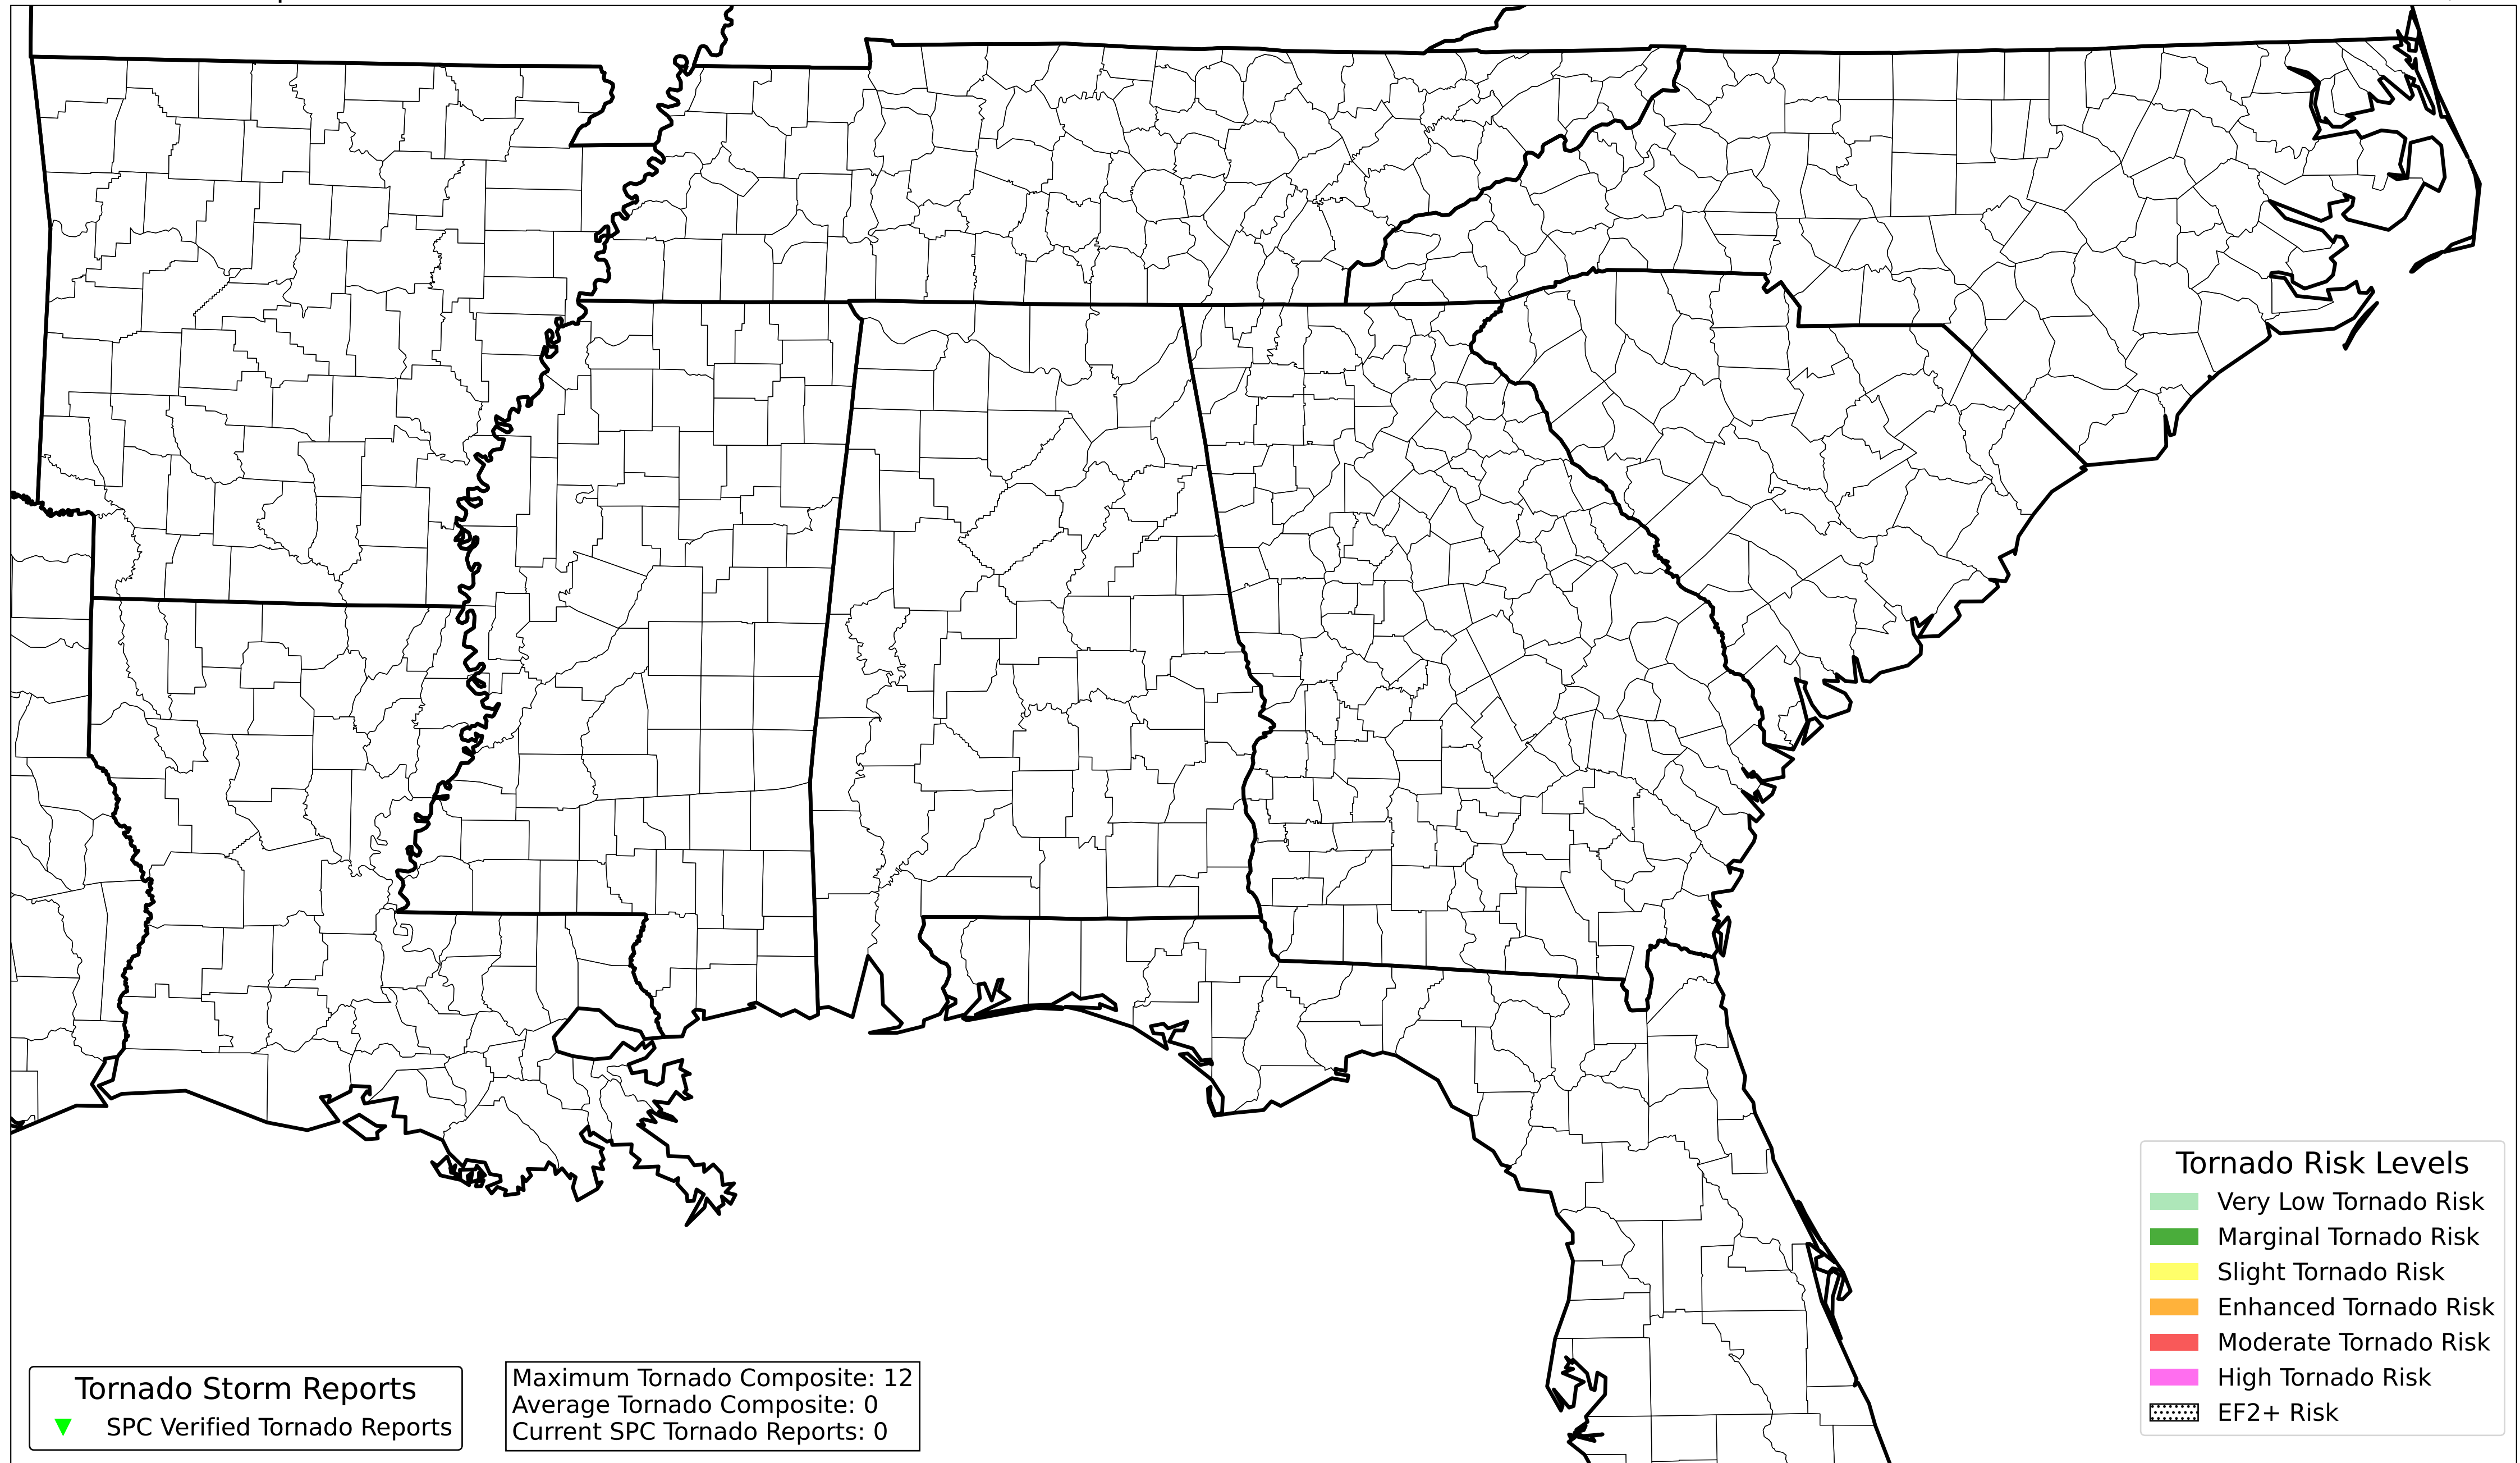 Tornado Storm Reports
SPC Verified Tornado Reports
Maximum Tornado Composite: 12
Average Tornado Composite: 0
Current SPC Tornado Reports: 0
Tornado Risk Levels
Very Low Tornado Risk
Marginal Tornado Risk
Slight Tornado Risk
Enhanced Tornado Risk
Moderate Tornado Risk
High Tornado Risk
EF2+ Risk